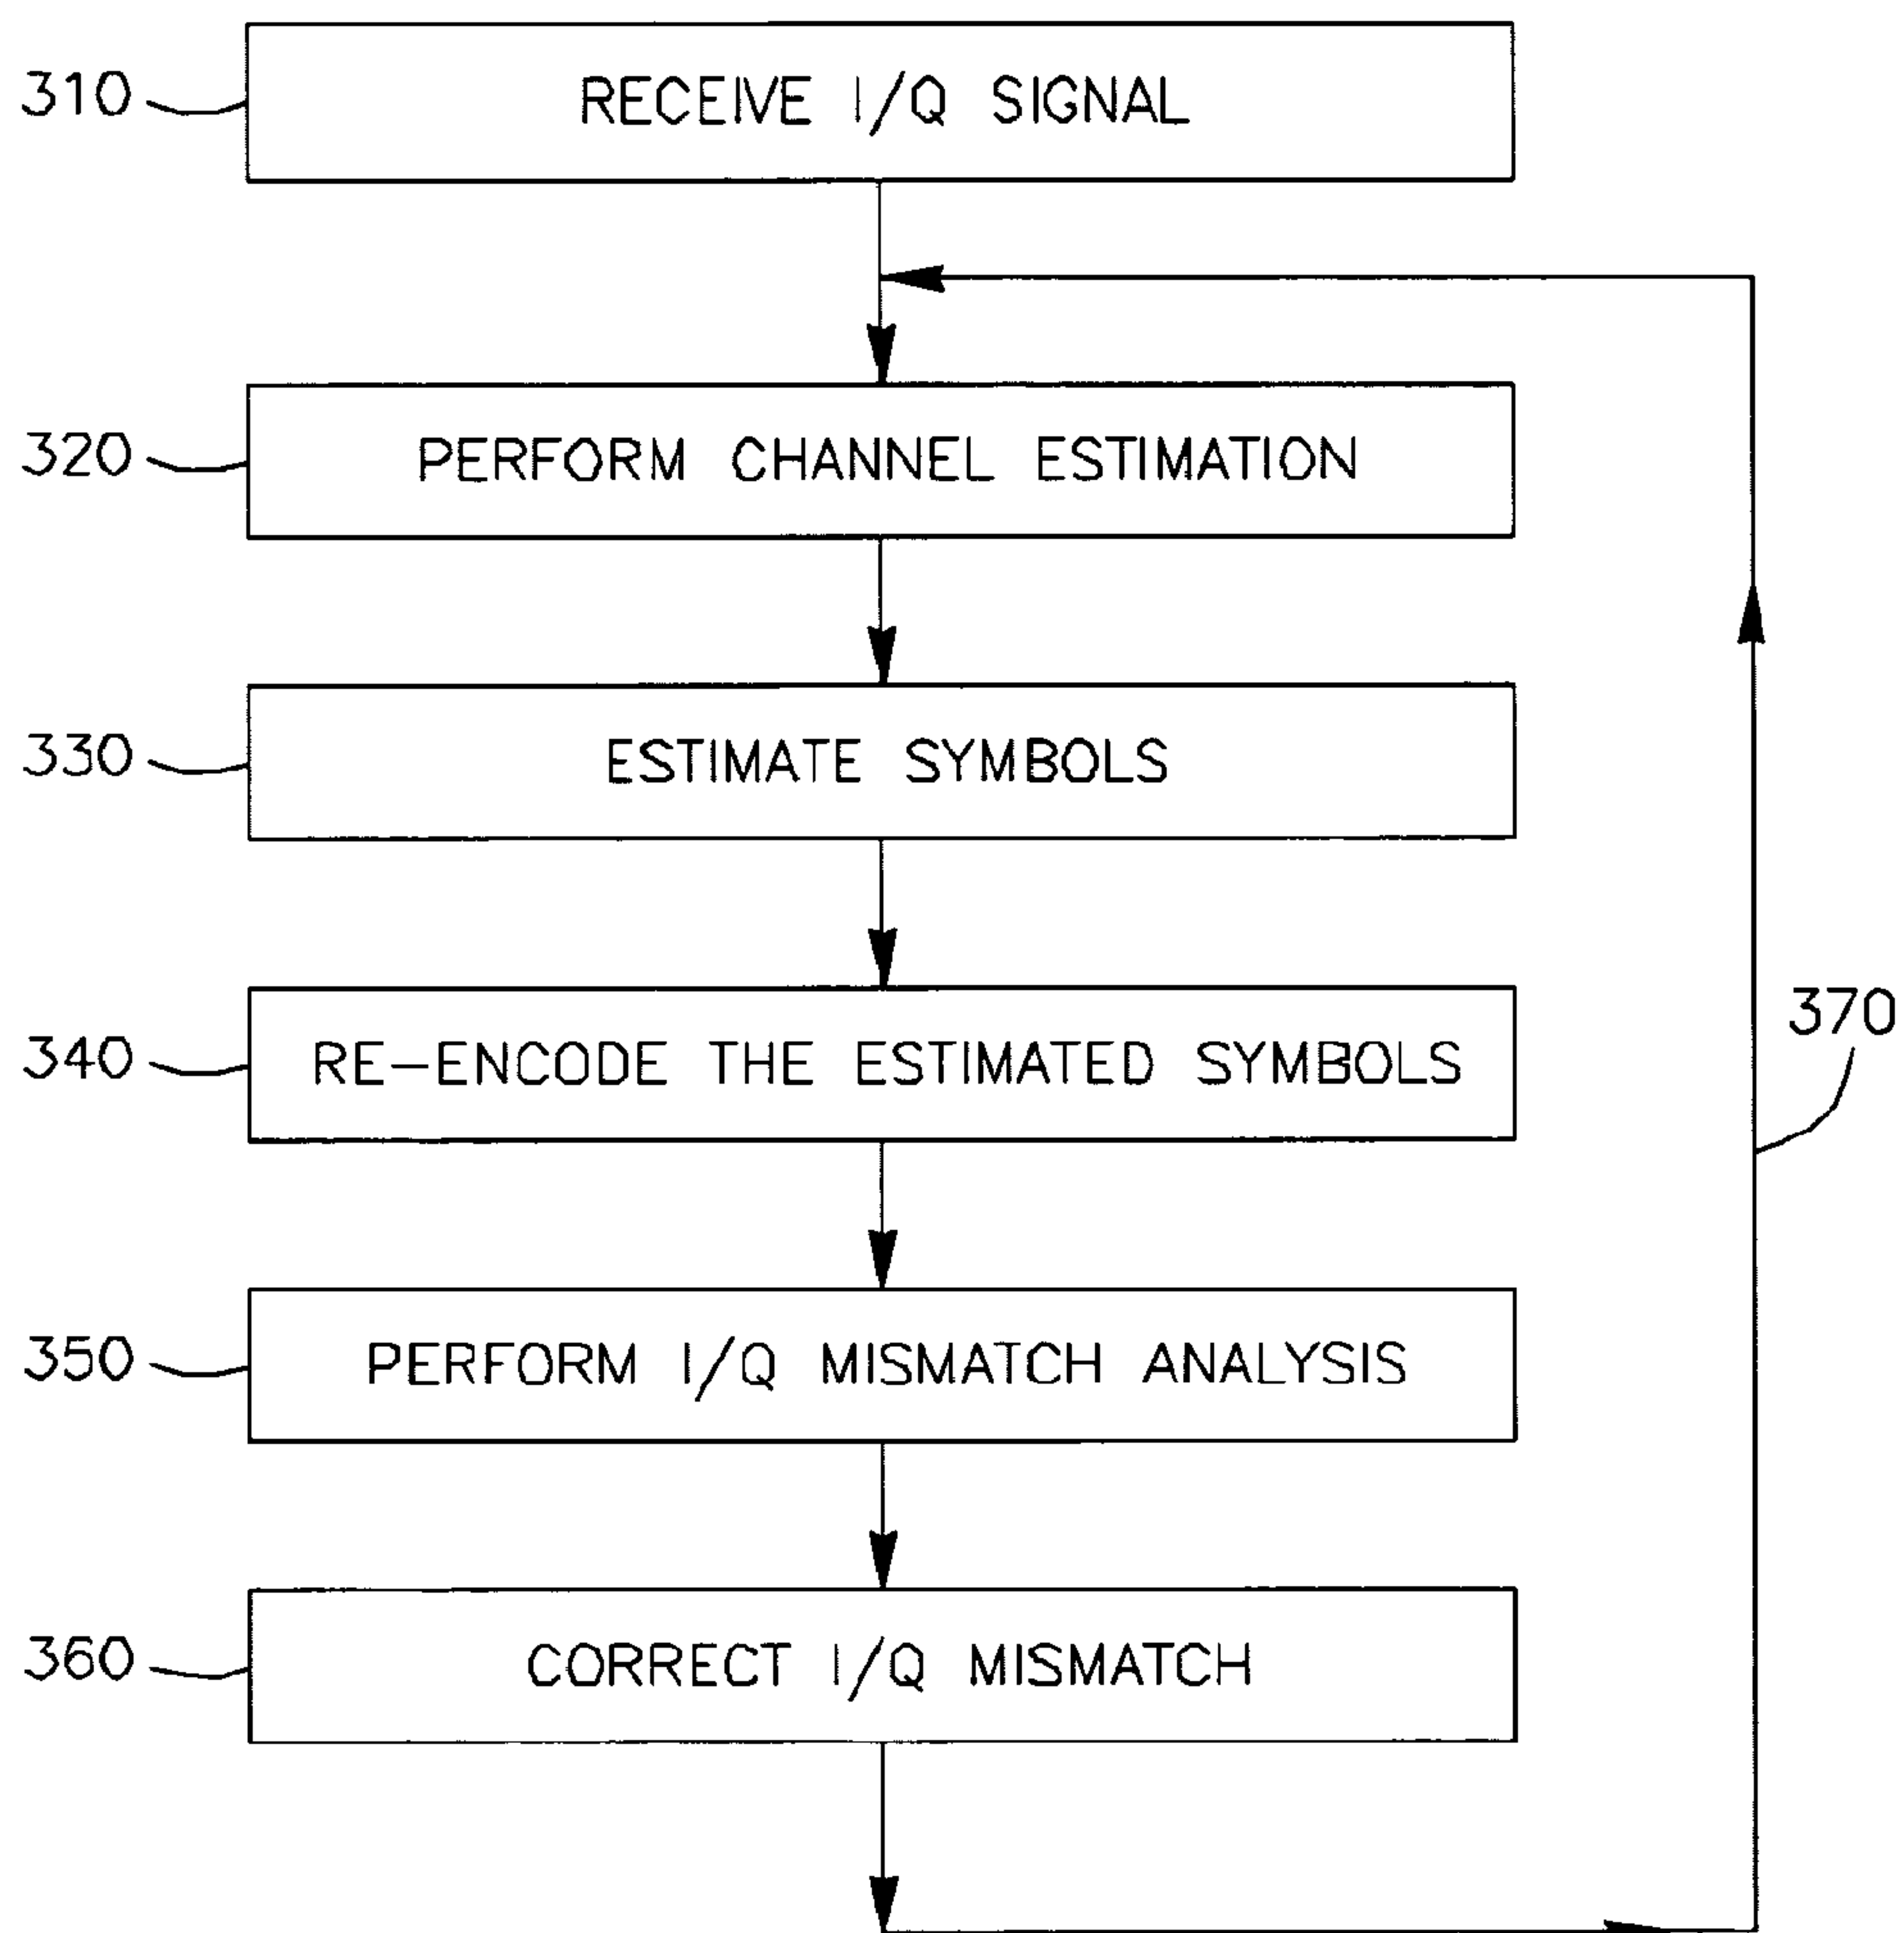 310
RECEIVE I/Q SIGNAL
320
PERFORM CHANNEL ESTIMATION
330
ESTIMATE SYMBOLS
340
RE-ENCODE THE ESTIMATED SYMBOLS
370
350
PERFORM I/Q MISMATCH ANALYSIS
360
CORRECT I/Q MISMATCH